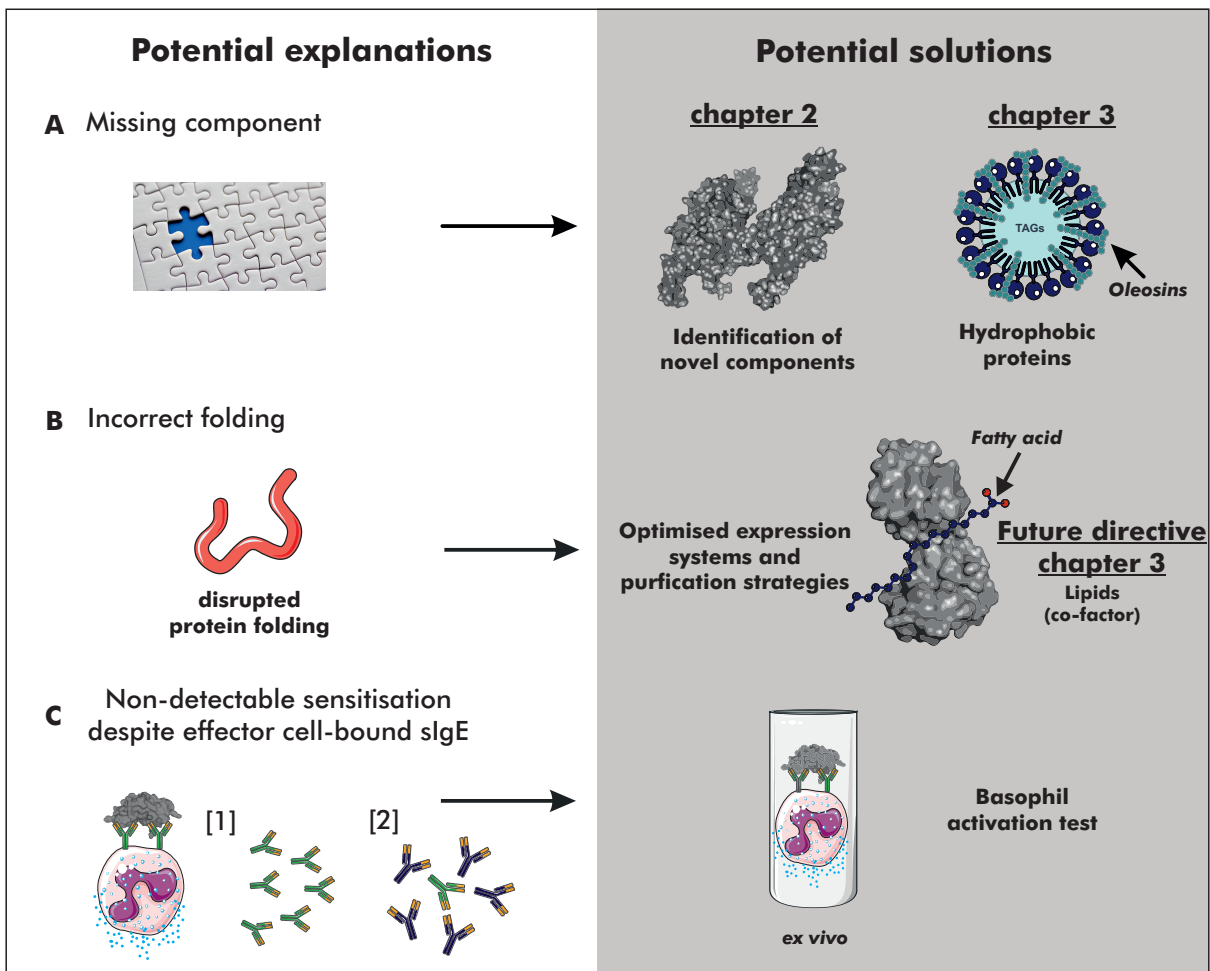 Potential explanations
Potential solutions
A Missing component
chapter 2
chapter 3
TAGs
Oleosins
Identification of
novel components
Hydrophobic
proteins
B Incorrect folding
disrupted
protein folding
Fatty acid
Optimised expression
systems and
purfication strategies
Future directive
chapter 3
Lipids
(co-factor)
C Non-detectable sensitisation
despite effector cell-bound sIgE
[1]
[2]
Basophil
activation test
ex vivo